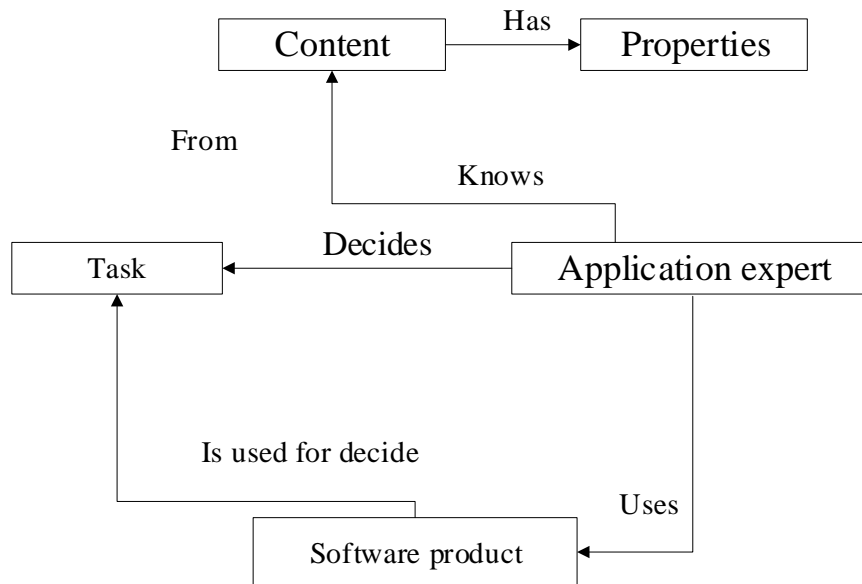 Has
Content
Properties
From
Knows
Decides
Task
Application expert
Is used for decide
Uses
Software product